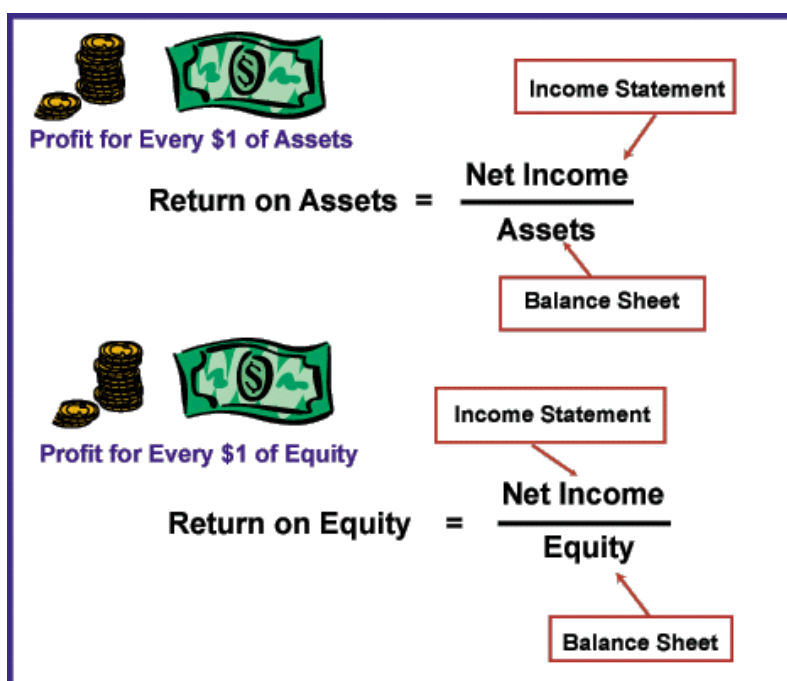 Income Statement
Profit for Every $1 of Assets
Return on Assets = Net Income
Assets
Balance Sheet
Income Statement
Profit for Every $1 of Equity
Return on Equity = Net Income
Equity
Balance Sheet